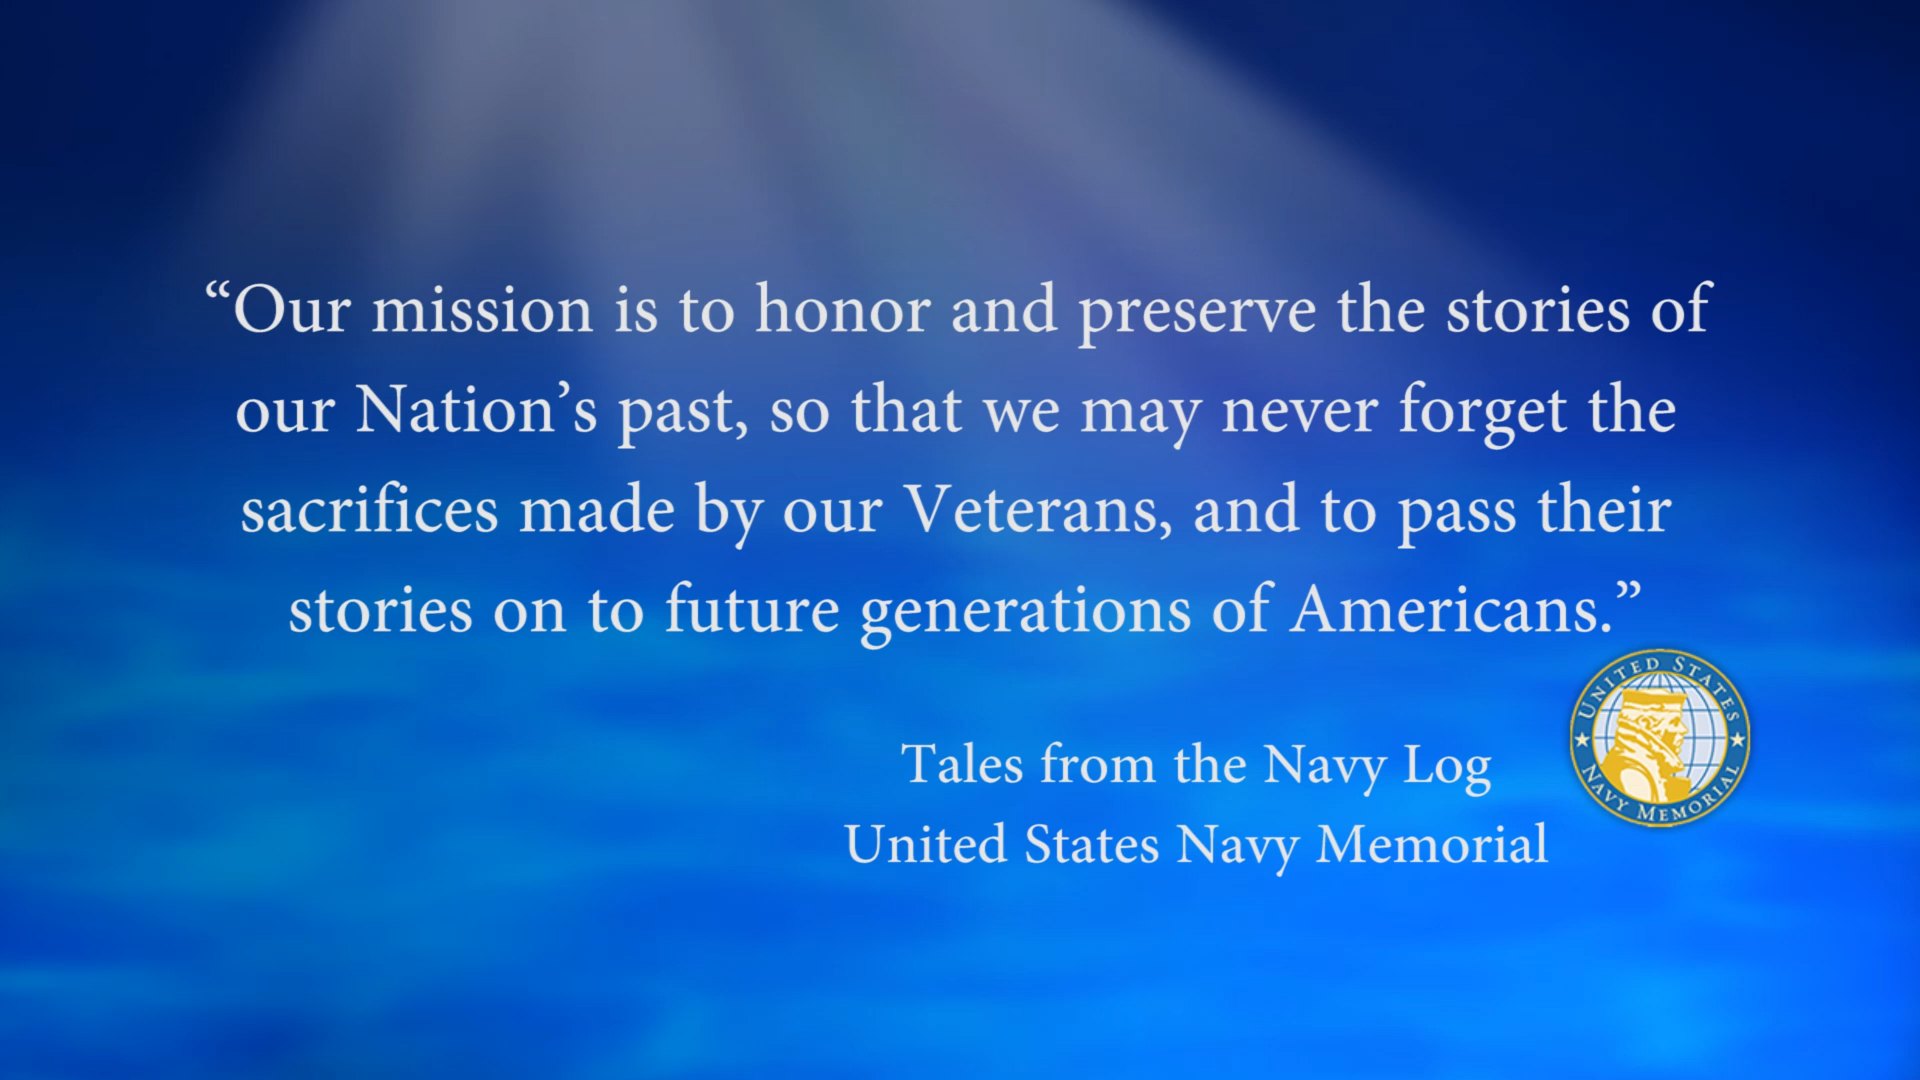 “Our mission is to honor and preserve the stories of
our Nation’s past, so that we may never forget the
sacrifices made by our Veterans, and to pass their
stories on to future generations of Americans.”
Tales from the Navy Log
United States Navy Memorial
UNITED STATES
NAVY MEMORIAL